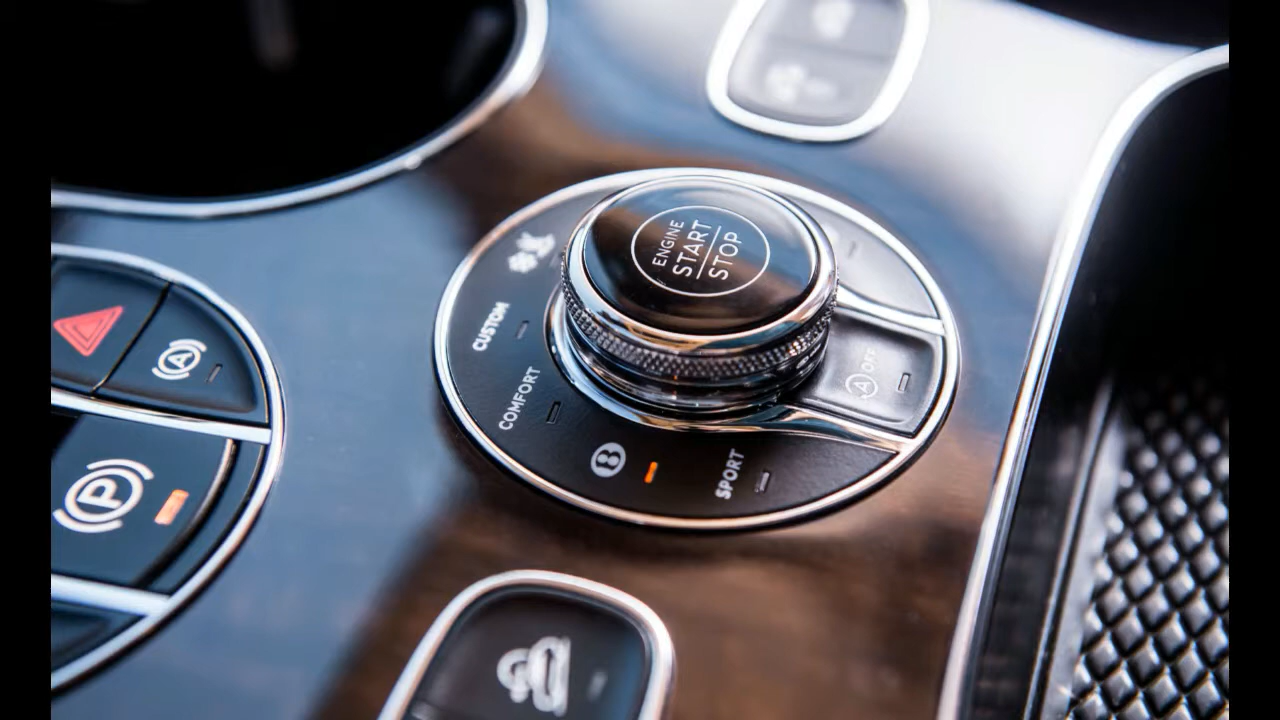 ENGINE
START
STOP
CUSTOM
COMFORT
B
SPORT
A OFF
(A)
(P)